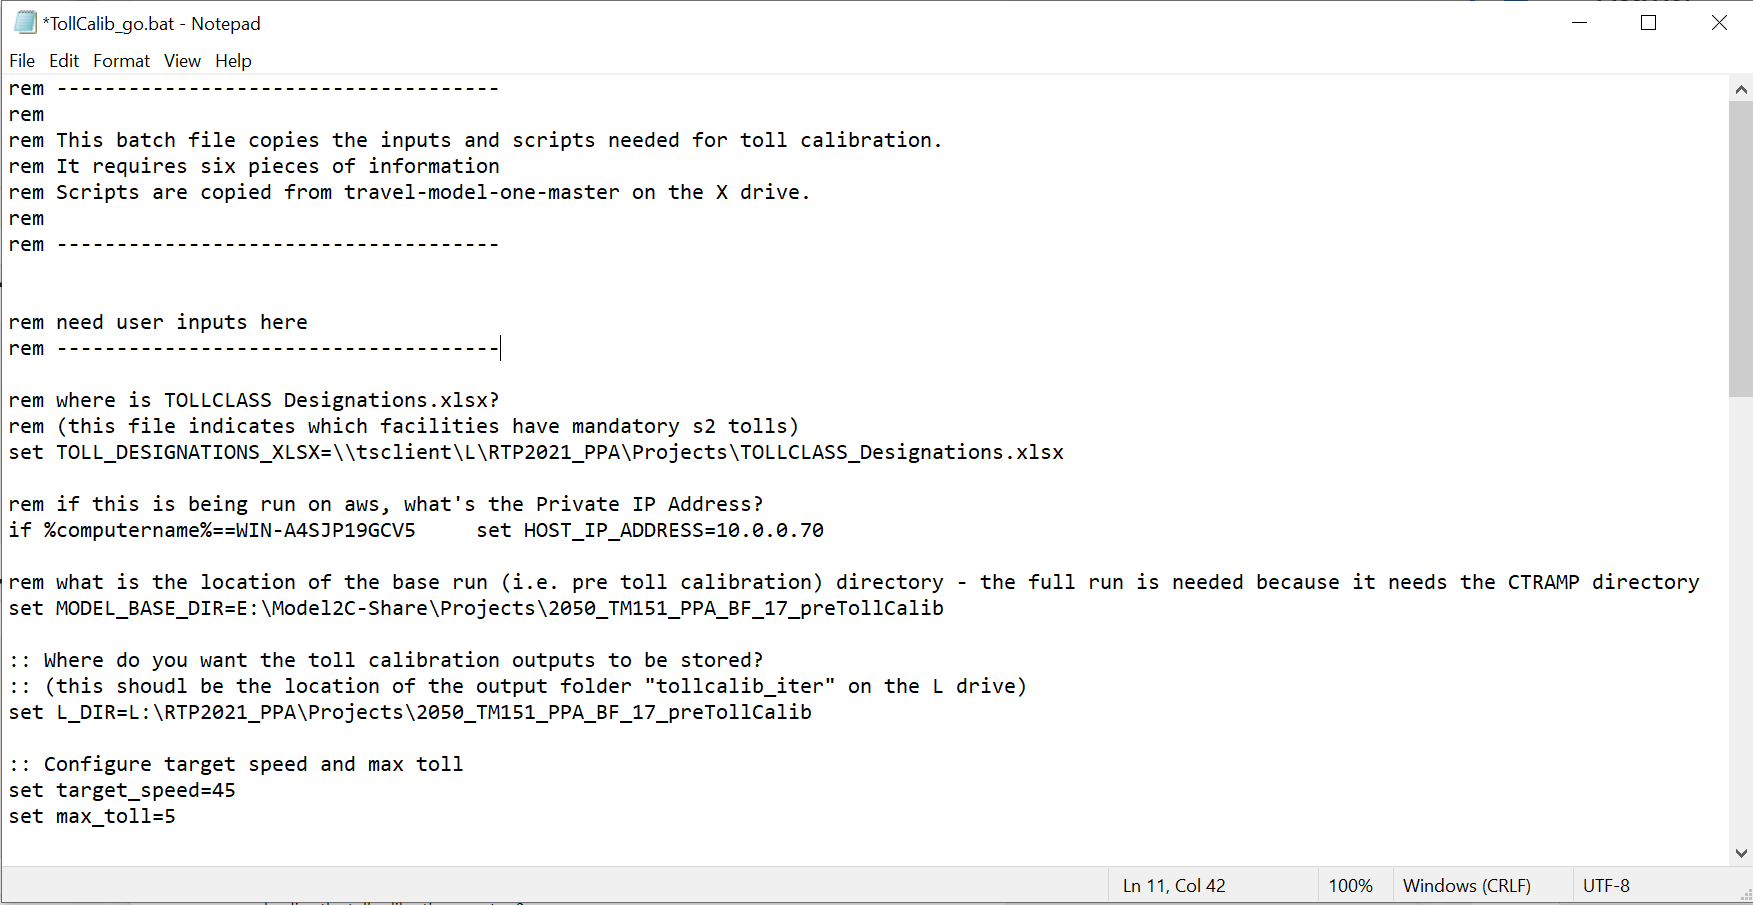 *TollCalib_go.bat - Notepad
File Edit Format View Help
rem -------------------------------------
rem
rem This batch file copies the inputs and scripts needed for toll calibration.
rem It requires six pieces of information
rem Scripts are copied from travel-model-one-master on the X drive.
rem
rem -------------------------------------
rem need user inputs here
rem -------------------------------------
rem where is TOLLCLASS Designations.xlsx?
rem (this file indicates which facilities have mandatory s2 tolls)
set TOLL_DESIGNATIONS_XLSX=\\tsclient\L\RTP2021_PPA\Projects\TOLLCLASS_Designations.xlsx
rem if this is being run on aws, what's the Private IP Address?
if %computername%==WIN-A4SJP19GCV5     set HOST_IP_ADDRESS=10.0.0.70
rem what is the location of the base run (i.e. pre toll calibration) directory - the full run is needed because it needs the CTRAMP directory
set MODEL_BASE_DIR=E:\Model2C-Share\Projects\2050_TM151_PPA_BF_17_preTollCalib
:: Where do you want the toll calibration outputs to be stored?
:: (this shoudl be the location of the output folder "tollcalib_iter" on the L drive)
set L_DIR=L:\RTP2021_PPA\Projects\2050_TM151_PPA_BF_17_preTollCalib
:: Configure target speed and max toll
set target_speed=45
set max_toll=5
Ln 11, Col 42 100% Windows (CRLF) UTF-8